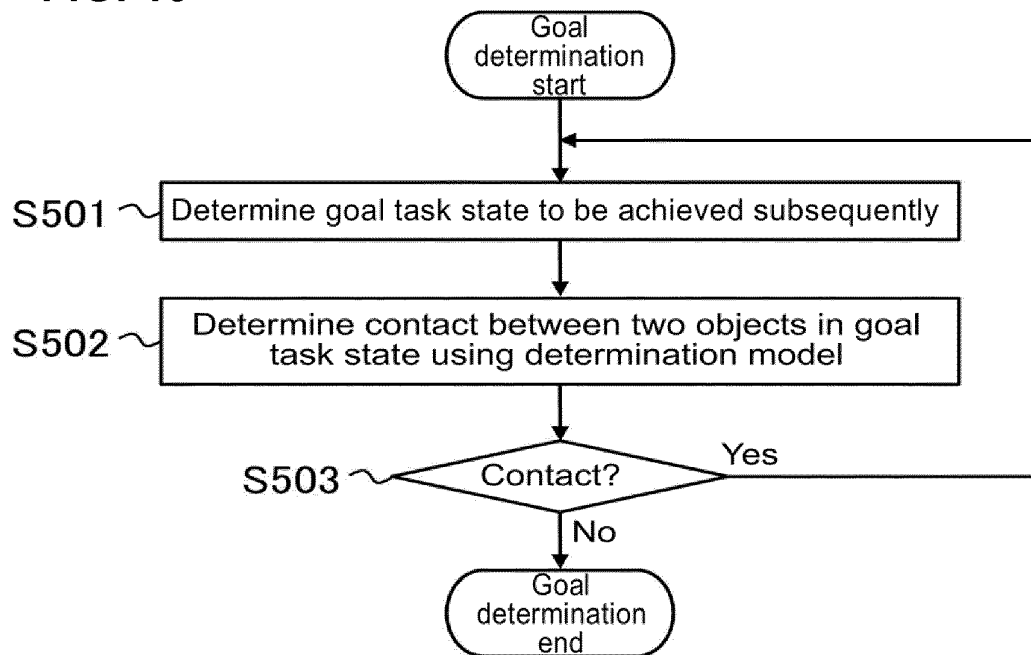 Goal
determination
start
S501
Determine goal task state to be achieved subsequently
S502
Determine contact between two objects in goal
task state using determination model
S503
Contact?
Yes
No
Goal
determination
end